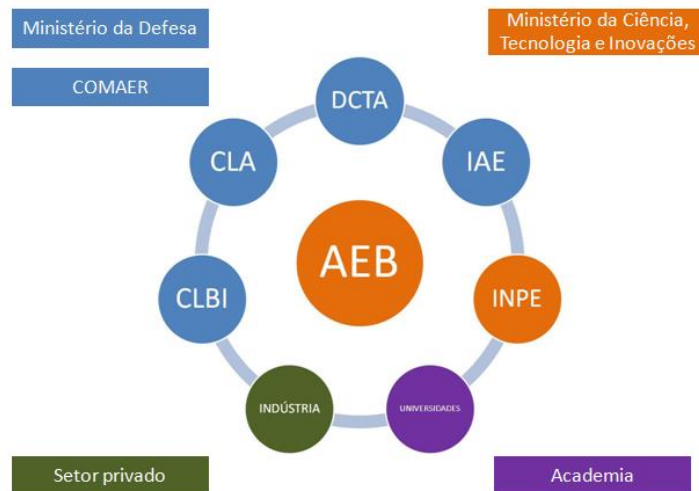 Ministério da Defesa
Ministério da Ciência,
Tecnologia e Inovações
COMAER
DCTA
CLA
IAE
AEB
CLBI
INPE
INDÚSTRIA
UNIVERSIDADES
Setor privado
Academia